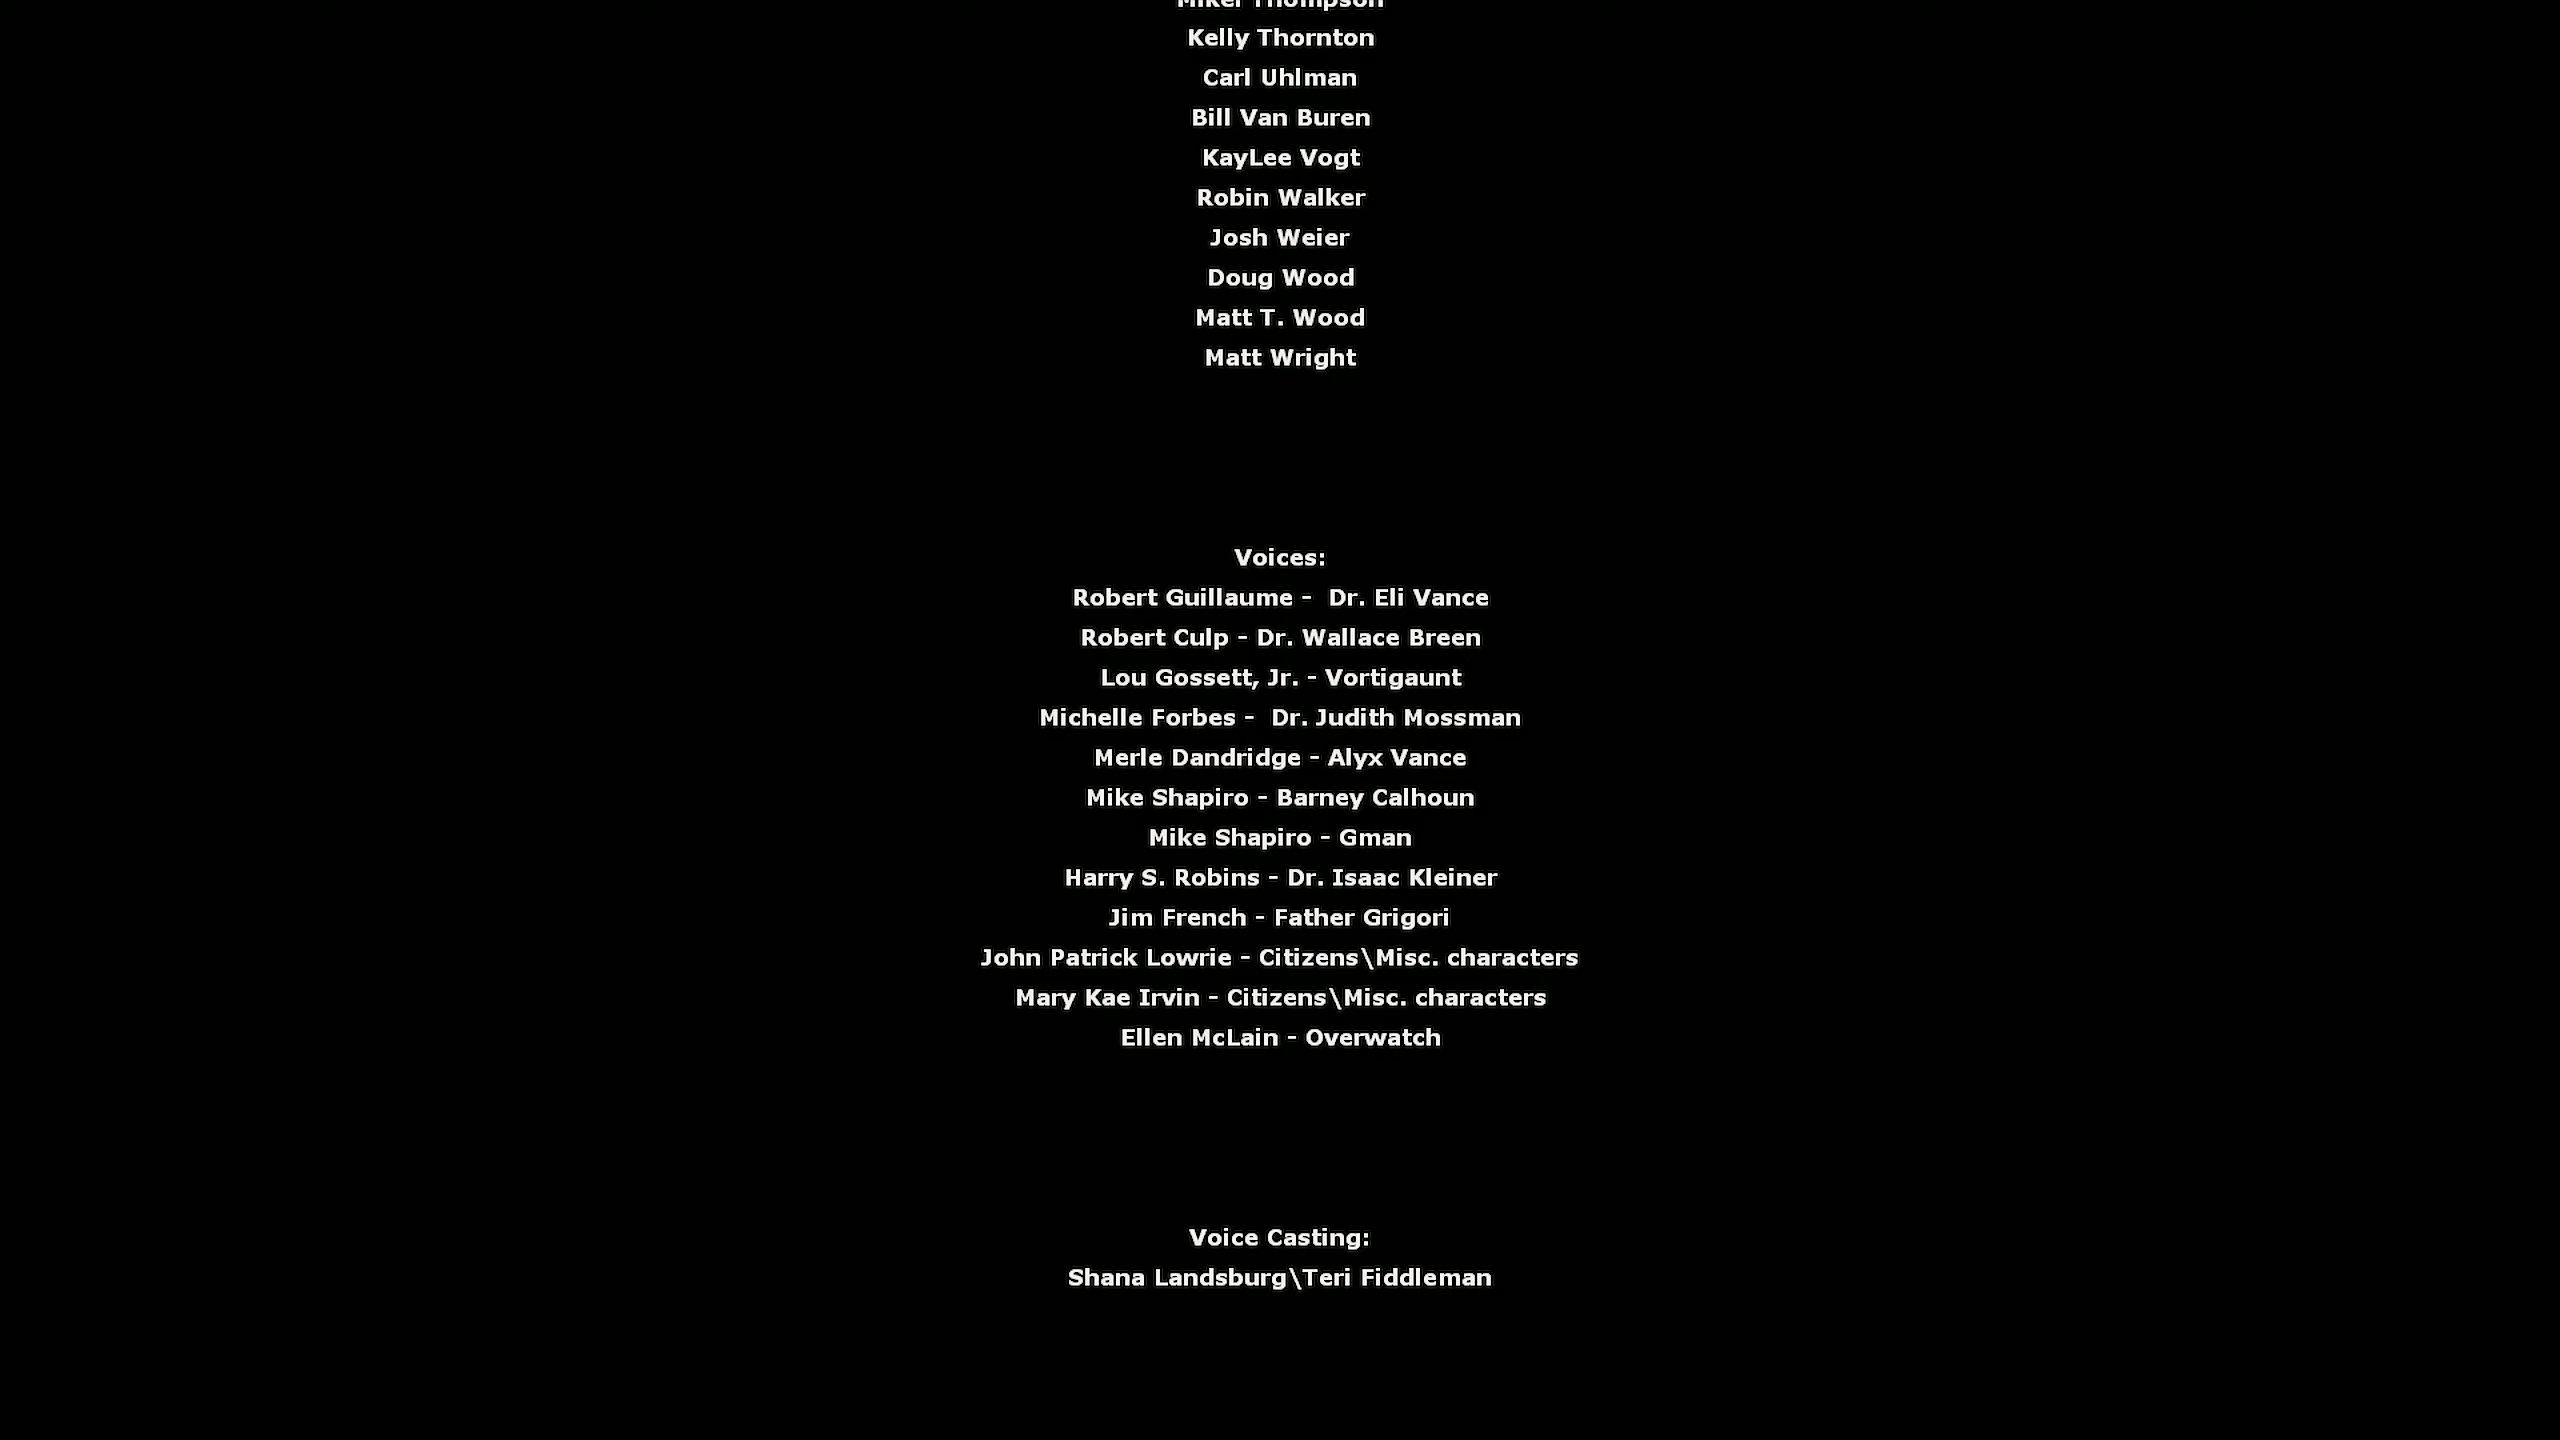 Mikel Thompson
Kelly Thornton
Carl Uhlman
Bill Van Buren
KayLee Vogt
Robin Walker
Josh Weier
Doug Wood
Matt T. Wood
Matt Wright
Voices:
Robert Guillaume -  Dr. Eli Vance
Robert Culp - Dr. Wallace Breen
Lou Gossett, Jr. - Vortigaunt
Michelle Forbes -  Dr. Judith Mossman
Merle Dandridge - Alyx Vance
Mike Shapiro - Barney Calhoun
Mike Shapiro - Gman
Harry S. Robins - Dr. Isaac Kleiner
Jim French - Father Grigori
John Patrick Lowrie - Citizens\Misc. characters
Mary Kae Irvin - Citizens\Misc. characters
Ellen McLain - Overwatch
Voice Casting:
Shana Landsburg\Teri Fiddleman